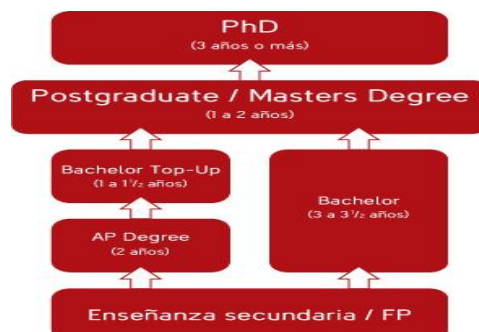 PhD
(3 años o más)
Postgraduate / Masters Degree
(1 a 2 años)
Bachelor Top-Up
(1 a 1½ años)
Bachelor
(3 a 3½ años)
AP Degree
(2 años)
Enseñanza secundaria / FP